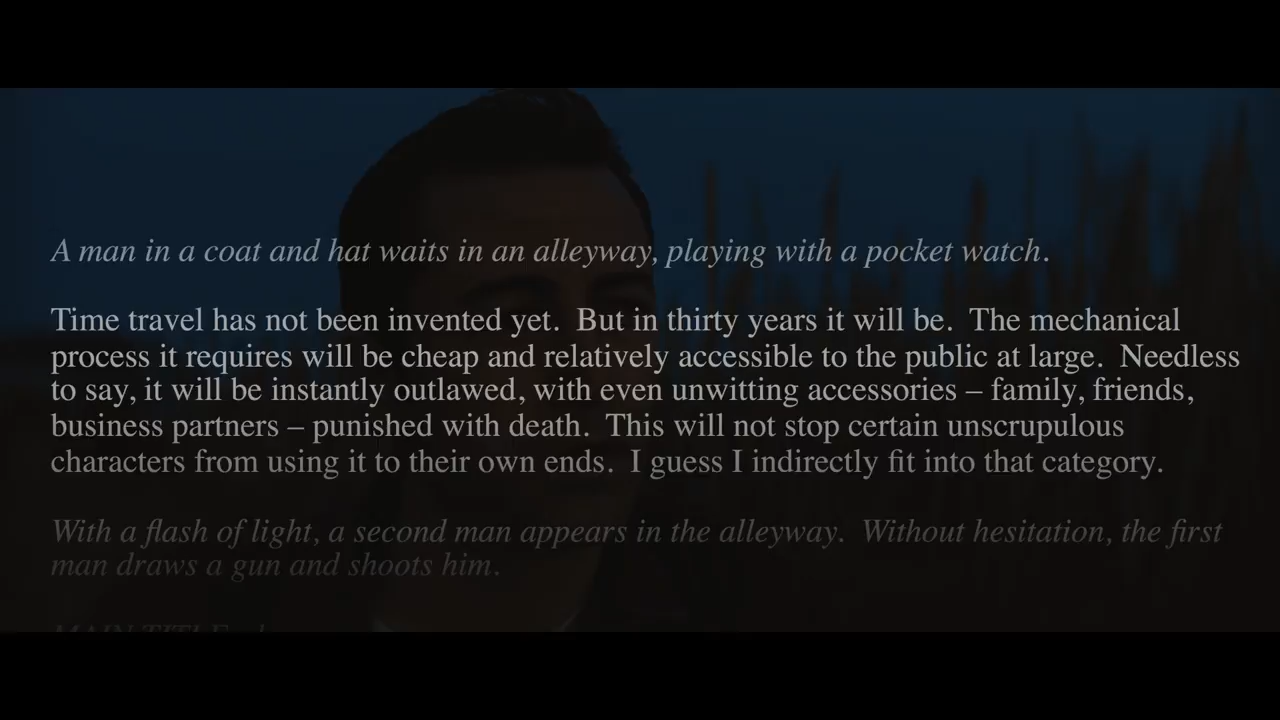 A man in a coat and hat waits in an alleyway, playing with a pocket watch.
Time travel has not been invented yet.  But in thirty years it will be.  The mechanical
process it requires will be cheap and relatively accessible to the public at large.  Needless
to say, it will be instantly outlawed, with even unwitting accessories – family, friends,
business partners – punished with death.  This will not stop certain unscrupulous
characters from using it to their own ends.  I guess I indirectly fit into that category.
With a flash of light, a second man appears in the alleyway.  Without hesitation, the first
man draws a gun and shoots him.
MAIN TITLE